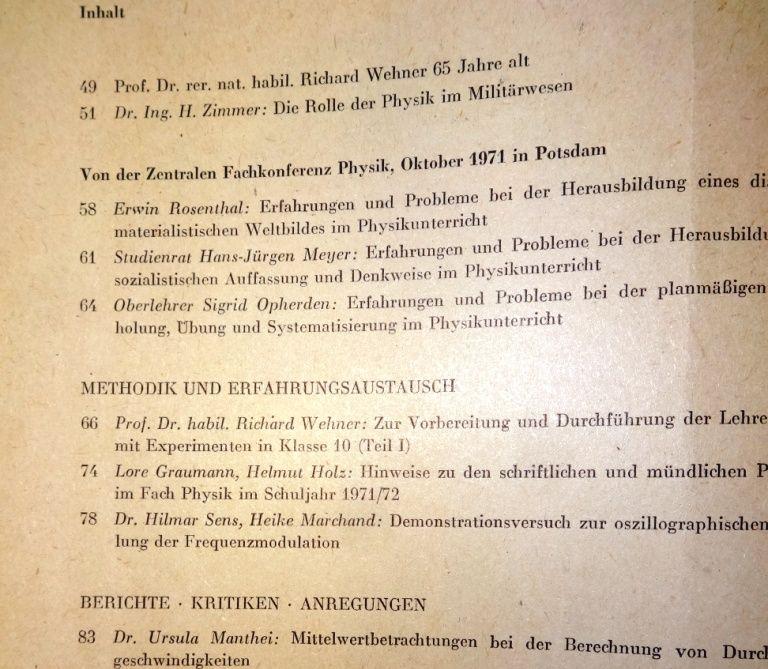 Inhalt
49 Prof. Dr. rer. nat. habil. Richard Wehner 65 Jahre alt
51 Dr. Ing. H. Zimmer: Die Rolle der Physik im Militärwesen
Von der Zentralen Fachkonferenz Physik, Oktober 1971 in Potsdam
58 Erwin Rosenthal: Erfahrungen und Probleme bei der Herausbildung eines
materialistischen Weltbildes im Physikunterricht
61 Studienrat Hans-Jürgen Meyer: Erfahrungen und Probleme bei der
sozialistischen Auffassung und Denkweise im Physikunterricht
64 Oberlehrer Sigrid Opherden: Erfahrungen und Probleme bei der planmäßigen
holung, Übung und Systematisierung im Physikunterricht
METHODIK UND ERFAHRUNGSAUSTAUSCH
66 Prof. Dr. habil. Richard Wehner: Zur Vorbereitung und Durchführung der
mit Experimenten in Klasse 10 (Teil I)
74 Lore Graumann, Helmut Holz: Hinweise zu den schriftlichen und mündlichen
im Fach Physik im Schuljahr 1971/72
78 Dr. Hilmar Sens, Heike Marchand: Demonstrationsversuch zur oszillographischen
lung der Frequenzmodulation
BERICHTE · KRITIKEN · ANREGUNGEN
83 Dr. Ursula Manthei: Mittelwertbetrachtungen bei der Berechnung von
geschwindigkeiten